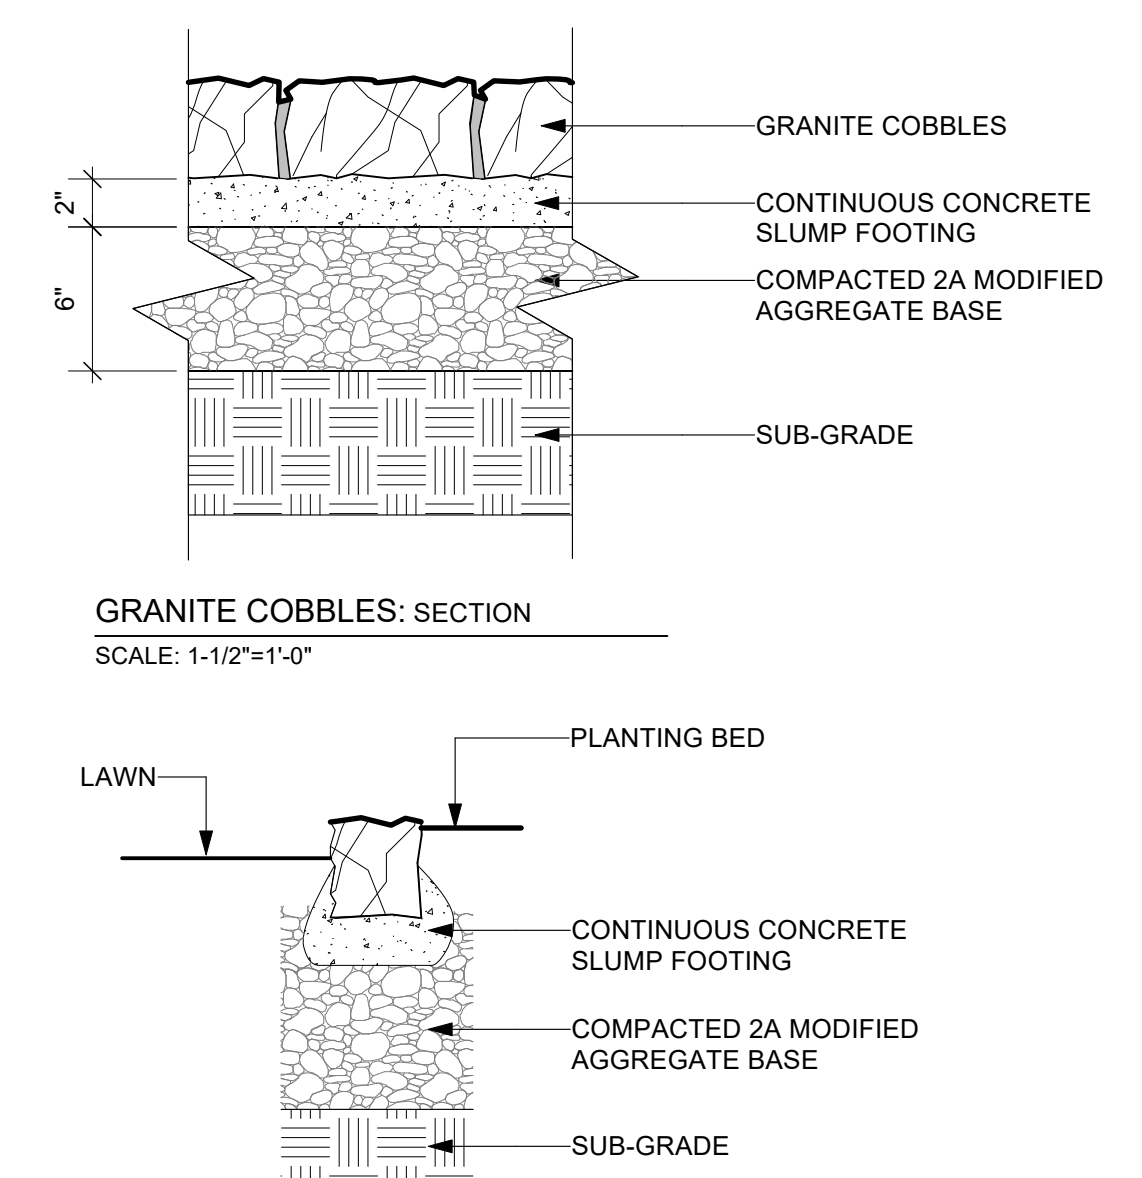 GRANITE COBBLES
2"
CONTINUOUS CONCRETE
SLUMP FOOTING
6"
COMPACTED 2A MODIFIED
AGGREGATE BASE
SUB-GRADE
GRANITE COBBLES: SECTION
SCALE: 1-1/2"=1'-0"
PLANTING BED
LAWN
CONTINUOUS CONCRETE
SLUMP FOOTING
COMPACTED 2A MODIFIED
AGGREGATE BASE
SUB-GRADE